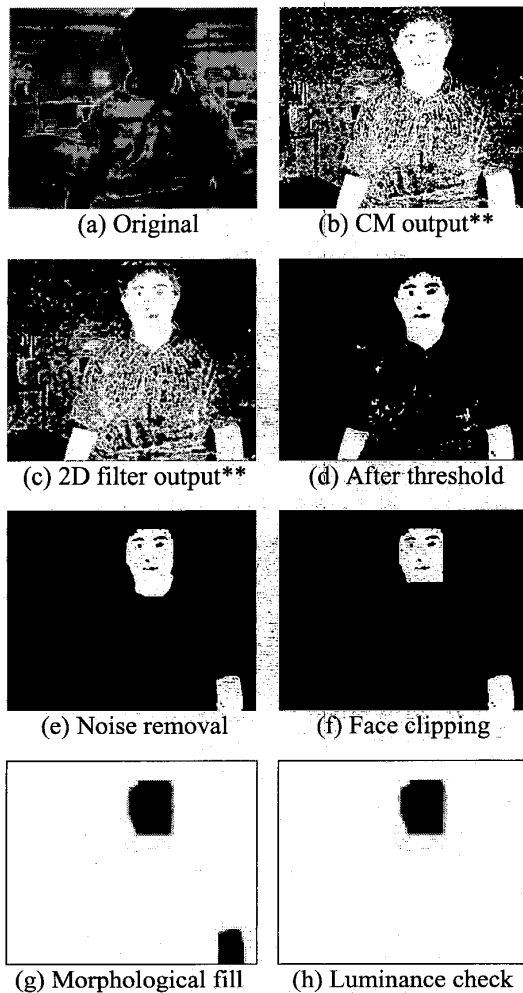 (a) Original
(b) CM output**
(c) 2D filter output**
(d) After threshold
(e) Noise removal
(f) Face clipping
(g) Morphological fill
(h) Luminance check